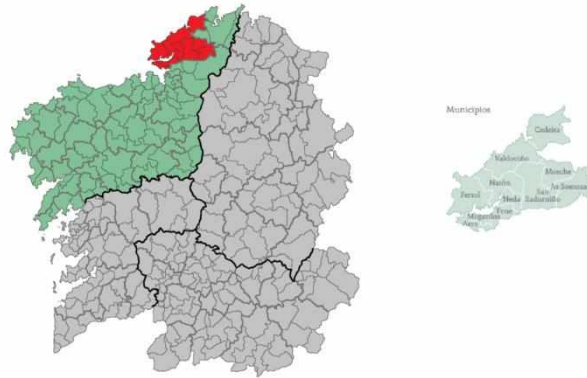 Municipios
Cedeira
Valdoviño
Moeche
Narón
As Somozas
Ferrol
Neda
San
Sadurniño
Fene
Mugardos
Ares